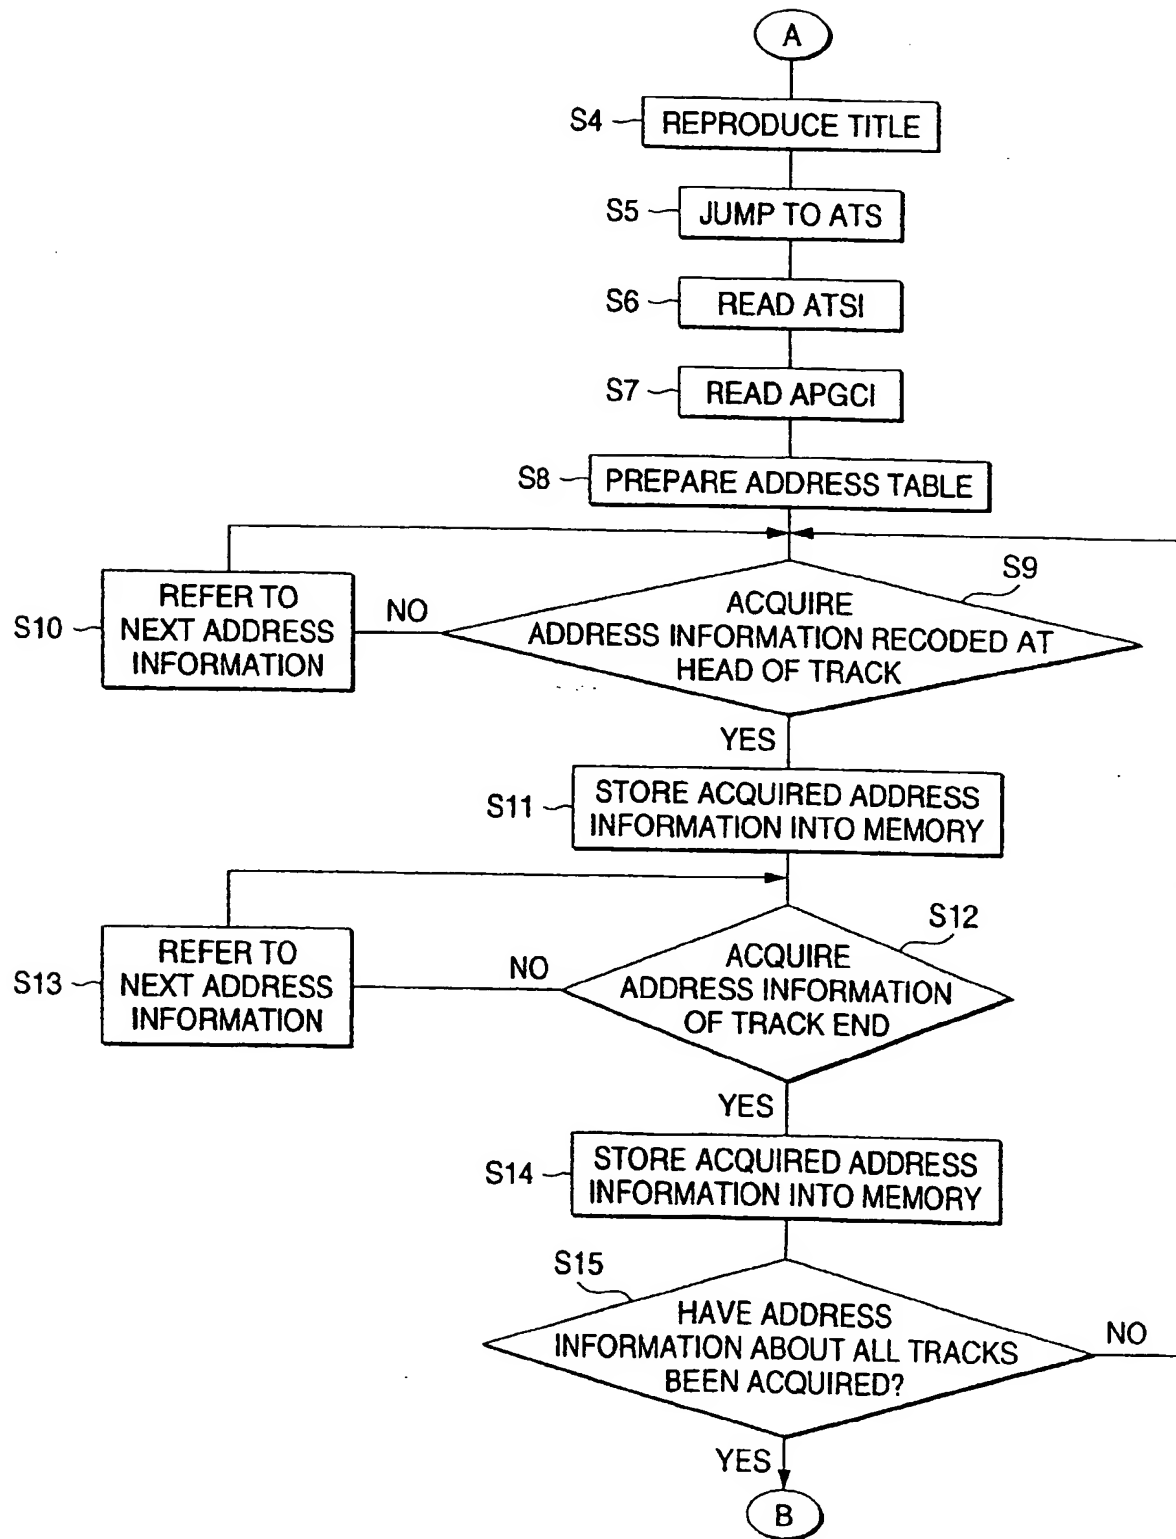 A
S4
REPRODUCE TITLE
S5
JUMP TO ATS
S6
READ ATSI
S7
READ APGCI
S8
PREPARE ADDRESS TABLE
S9
ACQUIRE
ADDRESS INFORMATION RECODED AT
HEAD OF TRACK
NO
S10
REFER TO
NEXT ADDRESS
INFORMATION
YES
S11
STORE ACQUIRED ADDRESS
INFORMATION INTO MEMORY
S12
ACQUIRE
ADDRESS INFORMATION
OF TRACK END
NO
S13
REFER TO
NEXT ADDRESS
INFORMATION
YES
S14
STORE ACQUIRED ADDRESS
INFORMATION INTO MEMORY
S15
HAVE ADDRESS
INFORMATION ABOUT ALL TRACKS
BEEN ACQUIRED?
NO
YES
B